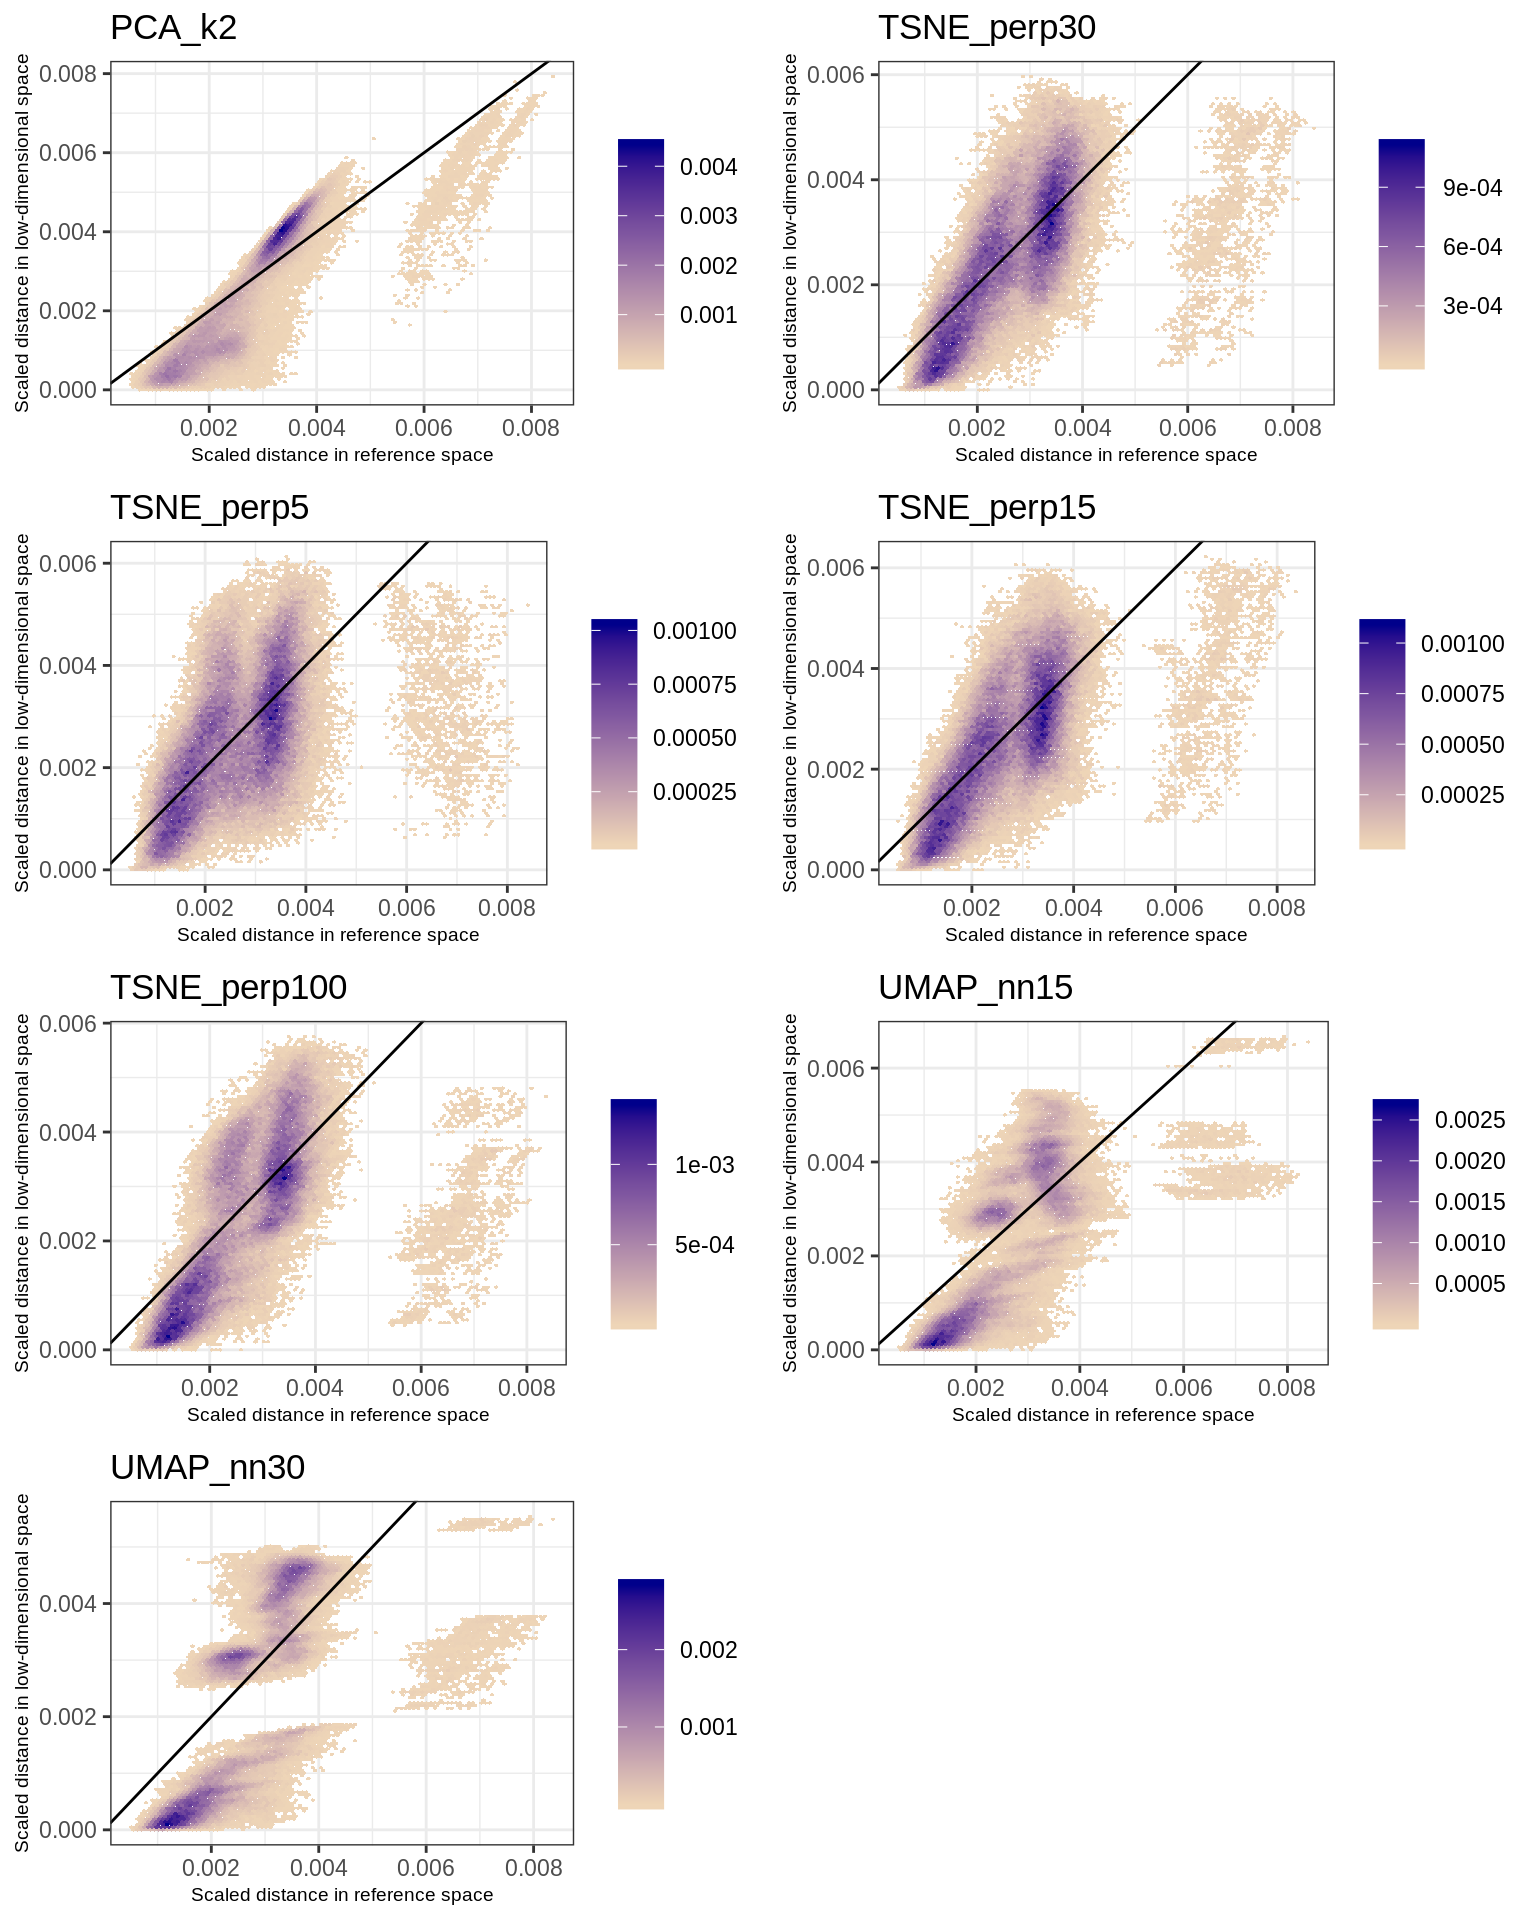 PCA_k2
Scaled distance in low-dimensional space
0.008
0.006
0.004
0.002
0.000
0.002 0.004 0.006 0.008
Scaled distance in reference space
0.004
0.003
0.002
0.001
TSNE_perp30
Scaled distance in low-dimensional space
0.006
0.004
0.002
0.000
0.002 0.004 0.006 0.008
Scaled distance in reference space
9e-04
6e-04
3e-04
TSNE_perp5
Scaled distance in low-dimensional space
0.006
0.004
0.002
0.000
0.002 0.004 0.006 0.008
Scaled distance in reference space
0.00100
0.00075
0.00050
0.00025
TSNE_perp15
Scaled distance in low-dimensional space
0.006
0.004
0.002
0.000
0.002 0.004 0.006 0.008
Scaled distance in reference space
0.00100
0.00075
0.00050
0.00025
TSNE_perp100
Scaled distance in low-dimensional space
0.006
0.004
0.002
0.000
0.002 0.004 0.006 0.008
Scaled distance in reference space
1e-03
5e-04
UMAP_nn15
Scaled distance in low-dimensional space
0.006
0.004
0.002
0.000
0.002 0.004 0.006 0.008
Scaled distance in reference space
0.0025
0.0020
0.0015
0.0010
0.0005
UMAP_nn30
Scaled distance in low-dimensional space
0.004
0.002
0.000
0.002 0.004 0.006 0.008
Scaled distance in reference space
0.002
0.001